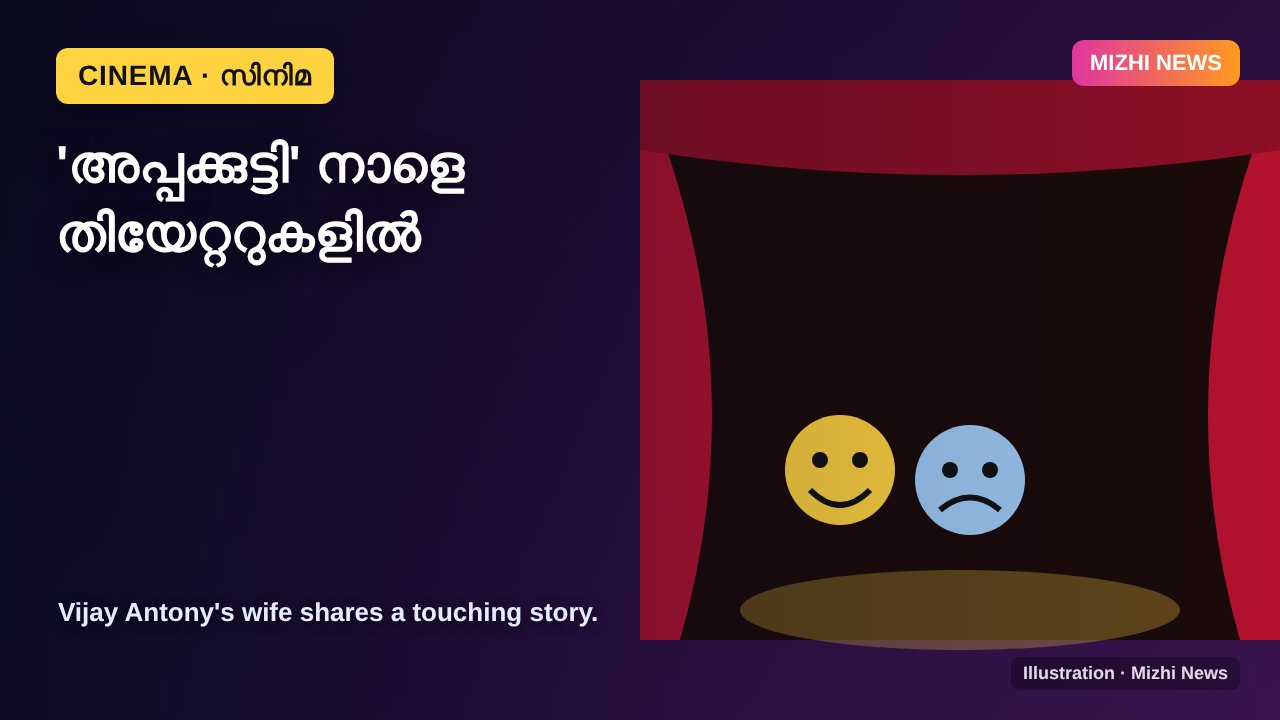 CINEMA · സിനിമ
MIZHI NEWS
'അപ്പക്കുട്ടി' നാളെ
തിയേറ്ററുകളിൽ
Vijay Antony's wife shares a touching story.
Illustration · Mizhi News